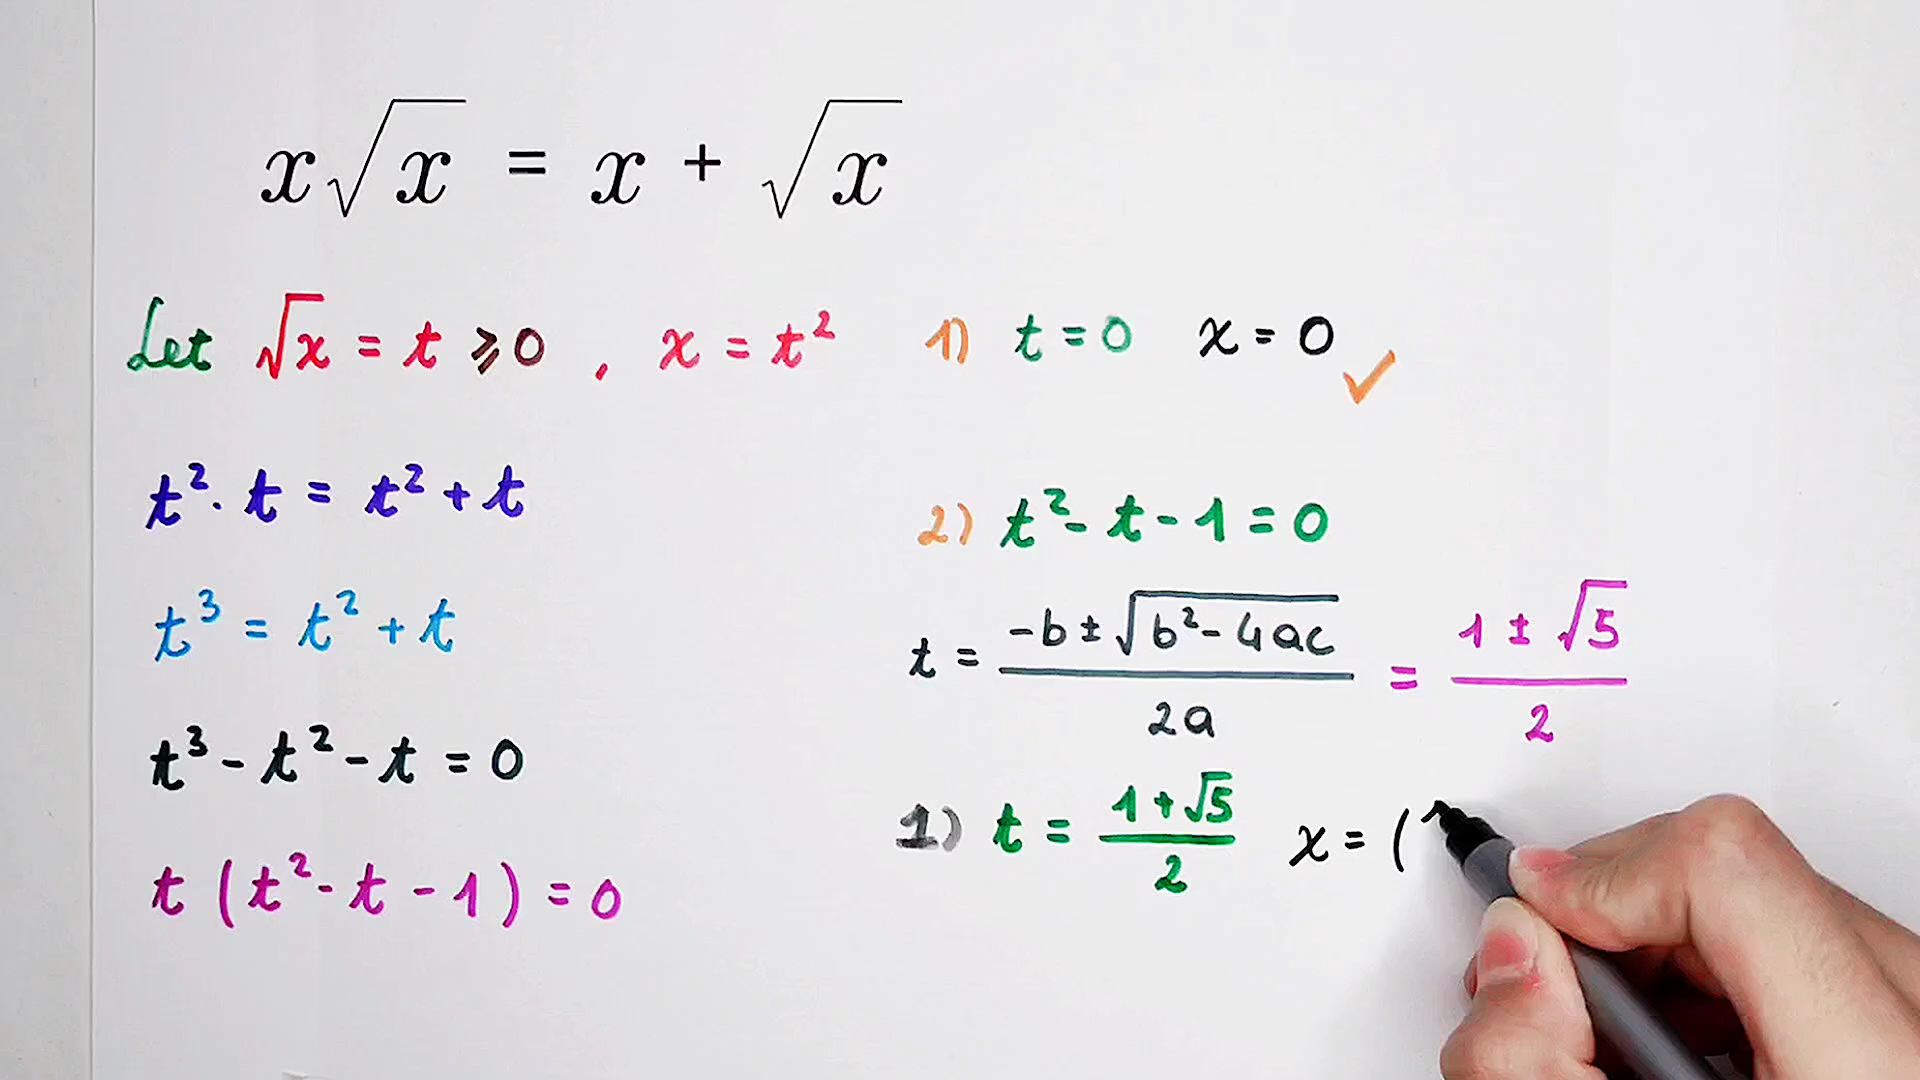 x√x = x + √x
Let √x = t ⩾ 0 , x = t²
t² · t = t² + t
t³ = t² + t
t³ - t² - t = 0
t (t² - t - 1) = 0
1) t = 0 x = 0 ✓
2) t² - t - 1 = 0
t = (-b ± √(b² - 4ac))/(2a) = (1 ± √5)/2
1) t = (1 + √5)/2 x = (